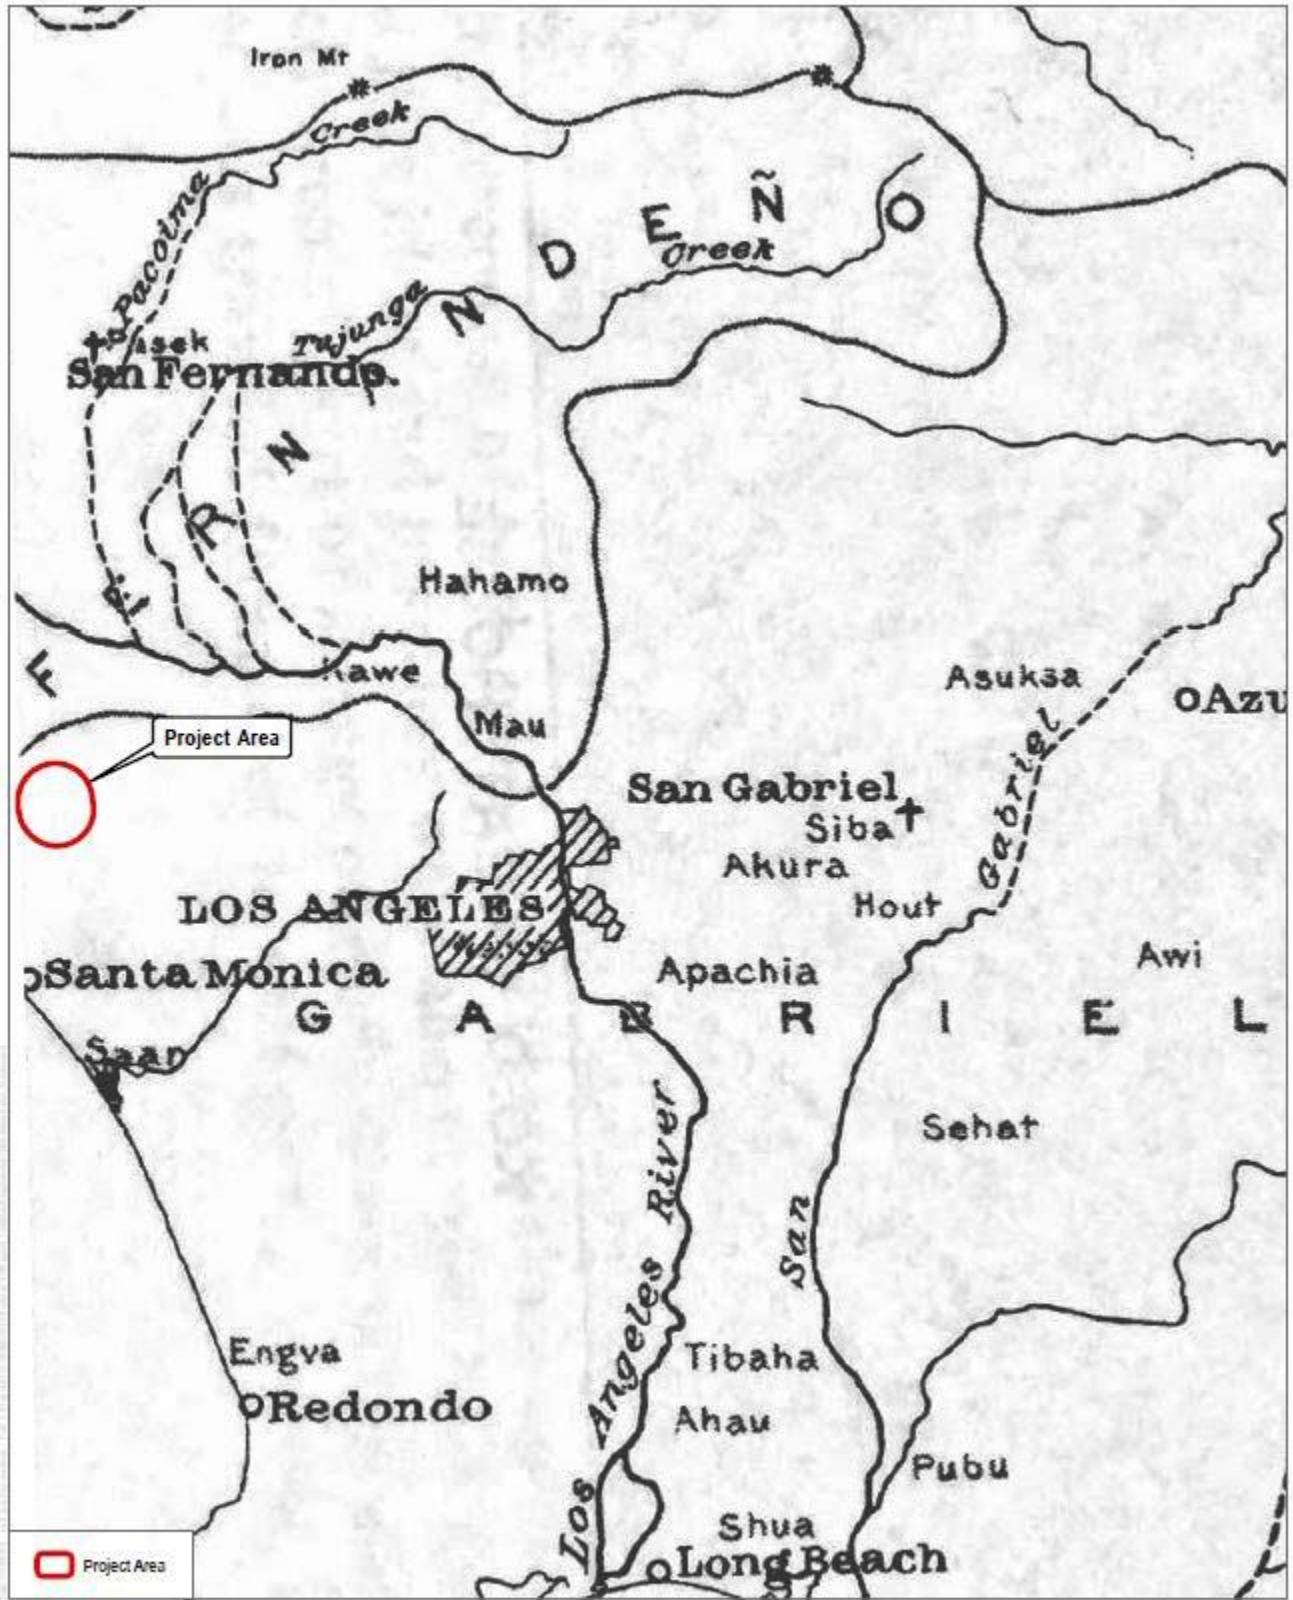 Iron Mt
Creek
Pacoima
E Ñ O
D
Creek
Tujunga
N
San Fernando.
N
R
Hahamo
F
Kawe
Asuksa
Azu
Mau
Project Area
San Gabriel
Siba
Akura
Gabriel
Hout
LOS ANGELES
Awi
Santa Monica
Apachia
G A B R I E L
Saan
Sehat
San
Los Angeles River
Engva
Tibaha
Redondo
Ahau
Pubu
Shua
Long Beach
Project Area